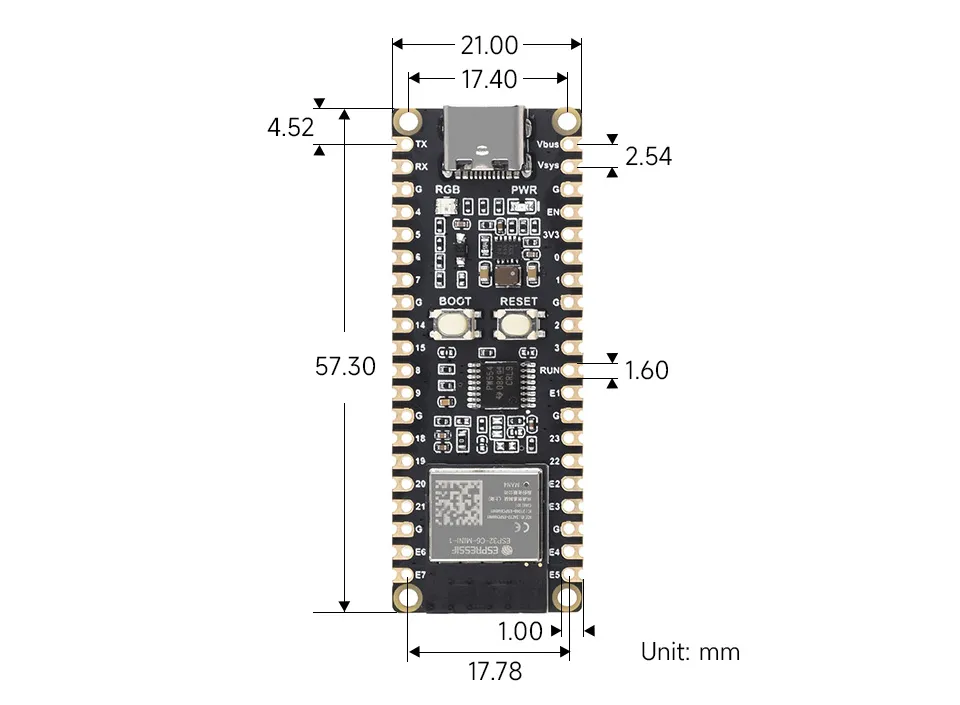 21.00
17.40
4.52
2.54
TX
Vbus
RX
Vsys
G
RGB
PWR
G
4
EN
5
3V3
6
0
7
1
G
BOOT
RESET
G
14
2
15
3
57.30
8
RUN
1.60
9
E1
G
G
18
23
19
22
20
E2
21
E3
G
G
E6
E4
E7
E5
CE
ESP32-C6-MINI-1
ESPRESSIF
1.00
17.78
Unit: mm